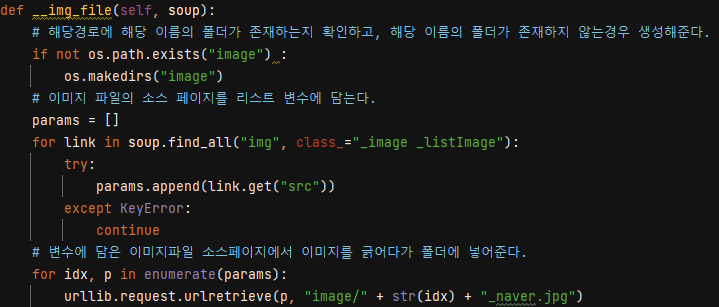 def __img_file(self, soup):
    # 해당경로에 해당 이름의 폴더가 존재하는지 확인하고, 해당 이름의 폴더가 존재하지 않는경우 생성해준다.
    if not os.path.exists("image") :
        os.makedirs("image")
    # 이미지 파일의 소스 페이지를 리스트 변수에 담는다.
    params = []
    for link in soup.find_all("img", class_="_image _listImage"):
        try:
            params.append(link.get("src"))
        except KeyError:
            continue
    # 변수에 담은 이미지파일 소스페이지에서 이미지를 긁어다가 폴더에 넣어준다.
    for idx, p in enumerate(params):
        urllib.request.urlretrieve(p, "image/" + str(idx) + "_naver.jpg")